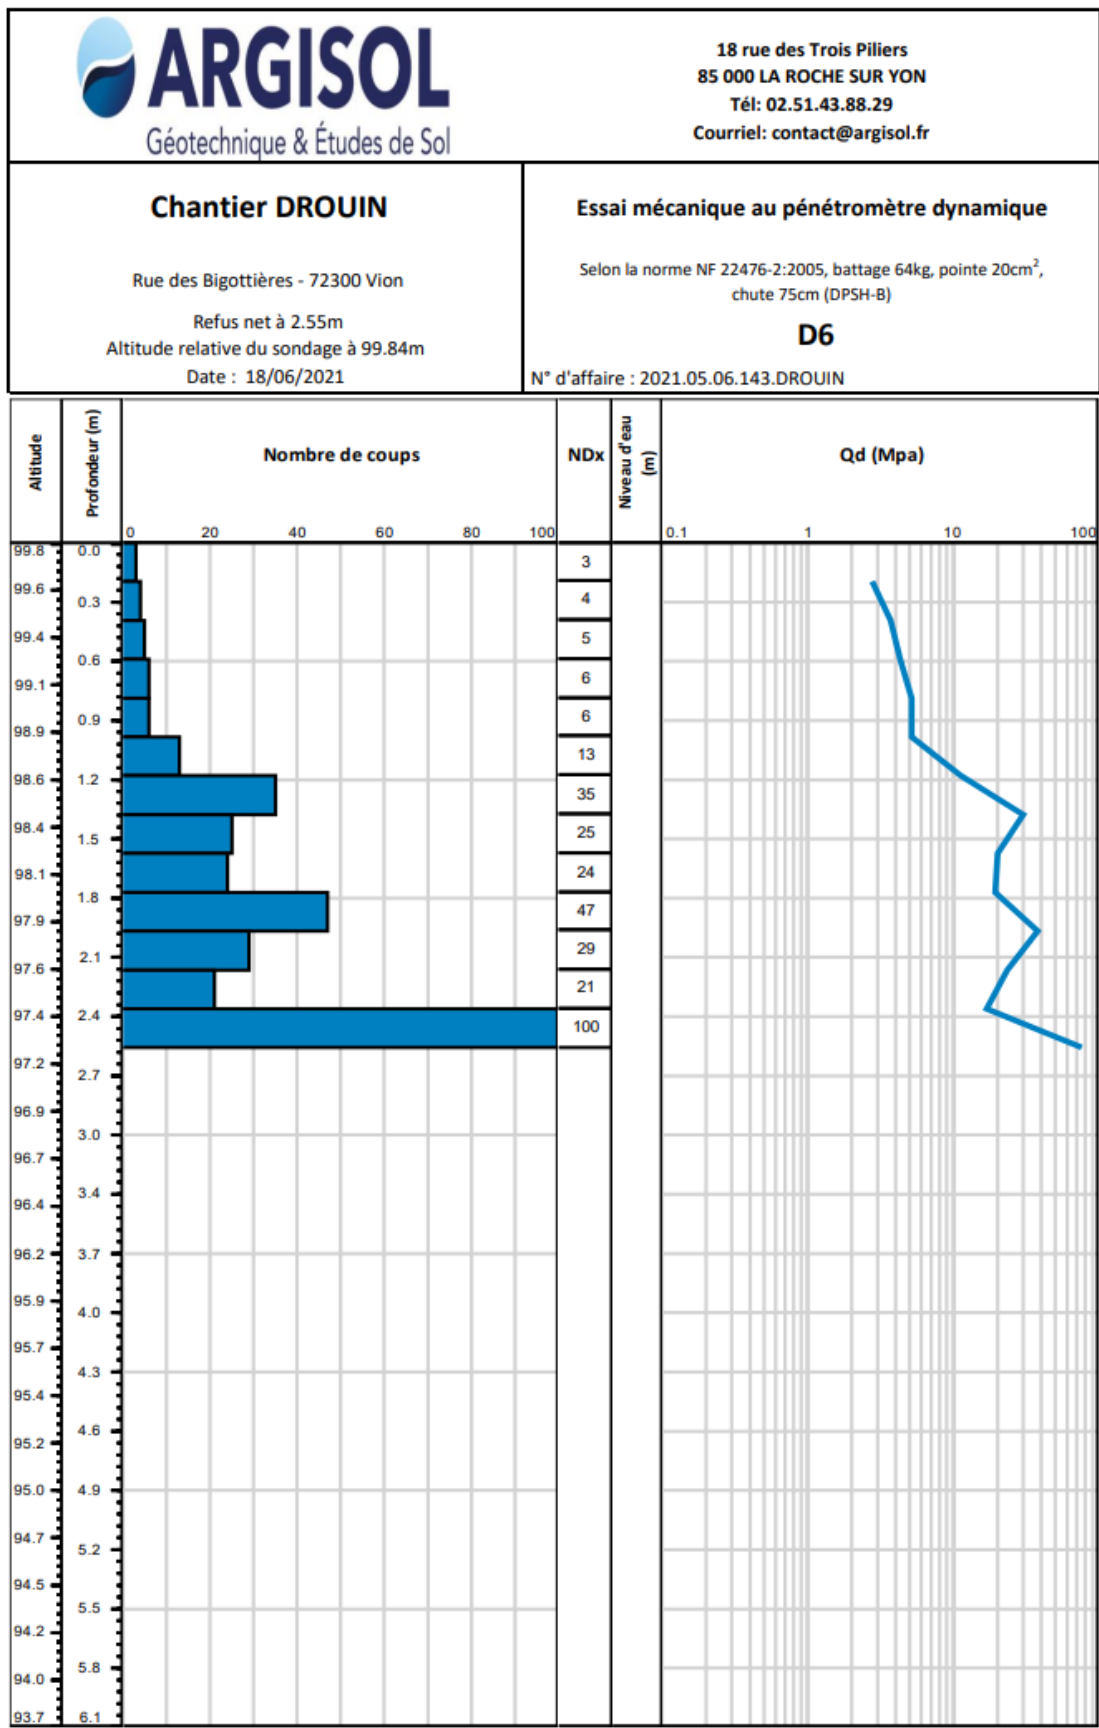 ARGISOL
Géotechnique & Études de Sol
18 rue des Trois Piliers
85 000 LA ROCHE SUR YON
Tél: 02.51.43.88.29
Courriel: contact@argisol.fr
Chantier DROUIN
Rue des Bigottières - 72300 Vion
Refus net à 2.55m
Altitude relative du sondage à 99.84m
Date : 18/06/2021
Essai mécanique au pénétromètre dynamique
Selon la norme NF 22476-2:2005, battage 64kg, pointe 20cm²,
chute 75cm (DPSH-B)
D6
N° d'affaire : 2021.05.06.143.DROUIN
Altitude
Profondeur (m)
Nombre de coups
NDx
Niveau d'eau
(m)
Qd (Mpa)
0 20 40 60 80 100
0.1 1 10 100
99.8
99.6
99.4
99.1
98.9
98.6
98.4
98.1
97.9
97.6
97.4
97.2
96.9
96.7
96.4
96.2
95.9
95.7
95.4
95.2
95.0
94.7
94.5
94.2
94.0
93.7
0.0
0.3
0.6
0.9
1.2
1.5
1.8
2.1
2.4
2.7
3.0
3.4
3.7
4.0
4.3
4.6
4.9
5.2
5.5
5.8
6.1
3
4
5
6
6
13
35
25
24
47
29
21
100